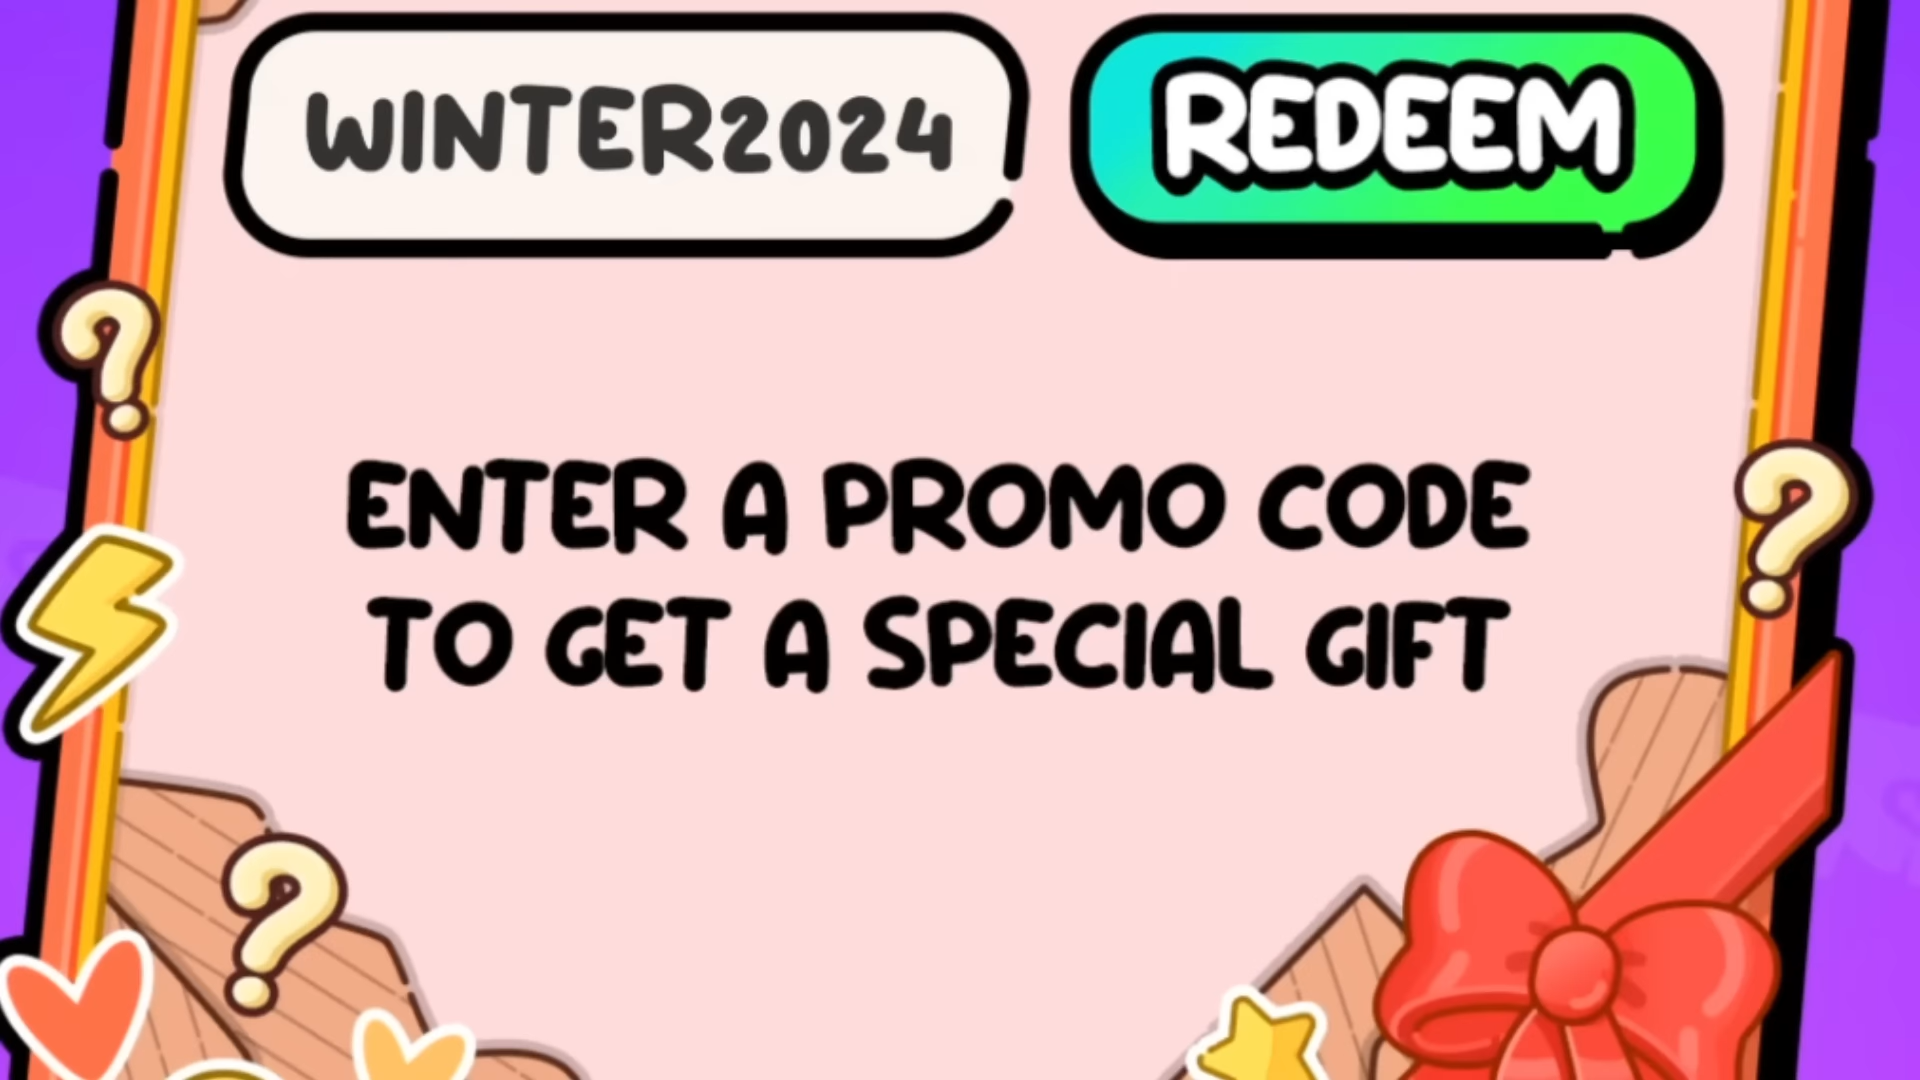 WINTER2024
REDEEM
ENTER A PROMO CODE
TO GET A SPECIAL GIFT